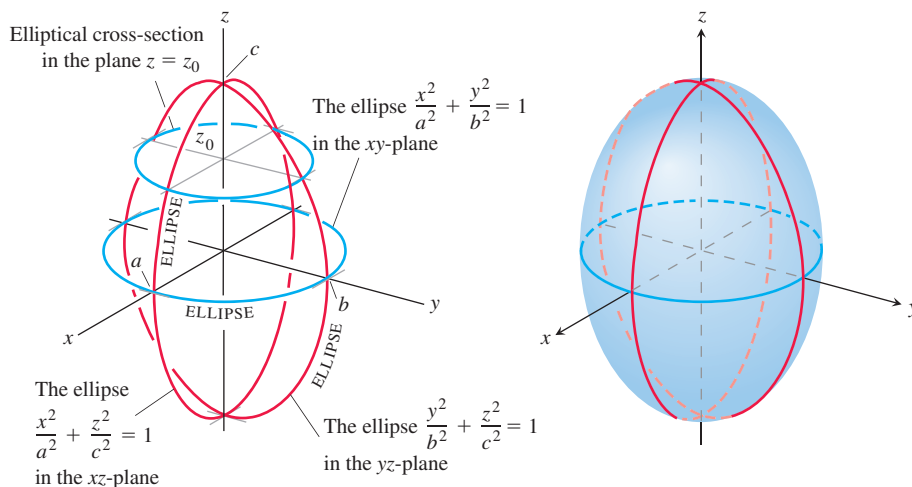 z
c
Elliptical cross-section
in the plane z = z₀
z₀
The ellipse x²/a² + y²/b² = 1
in the xy-plane
ELLIPSE
a
b
y
x
ELLIPSE
ELLIPSE
The ellipse
x²/a² + z²/c² = 1
in the xz-plane
The ellipse y²/b² + z²/c² = 1
in the yz-plane
z
y
x